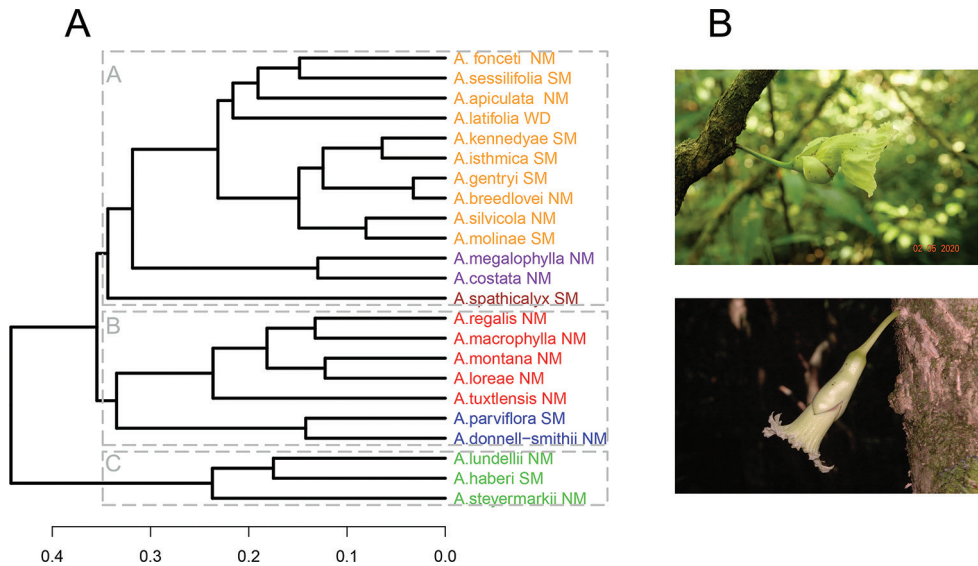 A
B
A
A. fonceti NM
A.sessilifolia SM
A.apiculata NM
A.latifolia WD
A.kennedyae SM
A.isthmica SM
A.gentryi SM
A.breedlovei NM
A.silvicola NM
A.molinae SM
A.megalophylla NM
A.costata NM
A.spathicalyx SM
B
A.regalis NM
A.macrophylla NM
A.montana NM
A.loreae NM
A.tuxtlensis NM
A.parviflora SM
A.donnell−smithii NM
C
A.lundellii NM
A.haberi SM
A.steyermarkii NM
0.4 0.3 0.2 0.1 0.0
02 05 2020